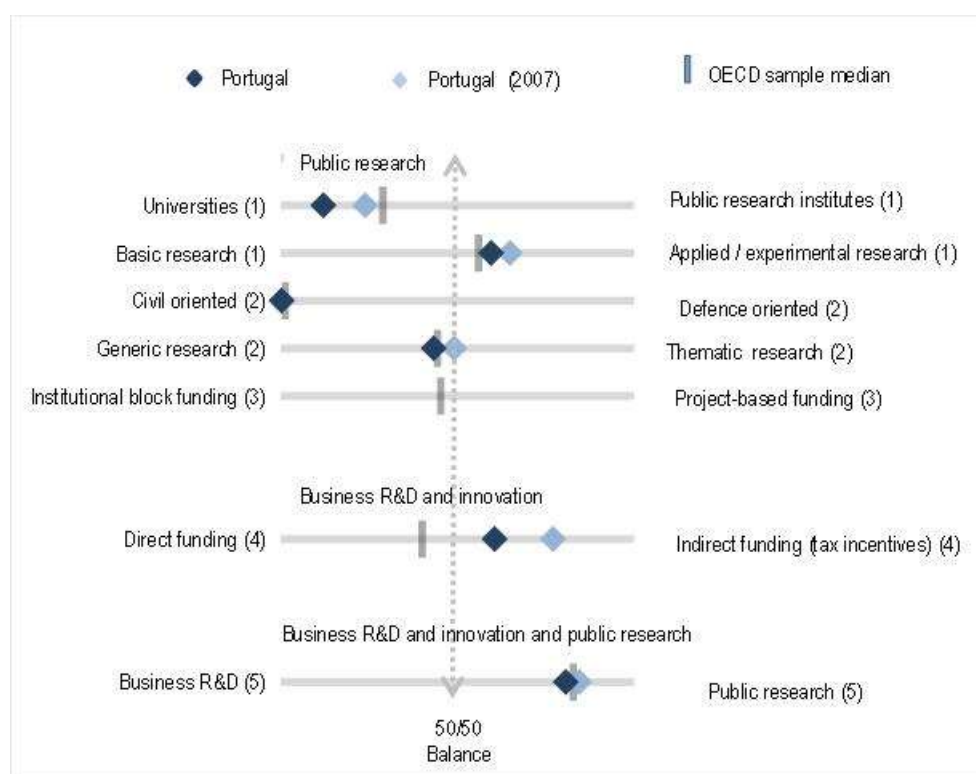 Portugal
Portugal (2007)
OECD sample median
Public research
Universities (1)
Public research institutes (1)
Basic research (1)
Applied / experimental research (1)
Civil oriented (2)
Defence oriented (2)
Generic research (2)
Thematic research (2)
Institutional block funding (3)
Project-based funding (3)
Business R&D and innovation
Direct funding (4)
Indirect funding (tax incentives) (4)
Business R&D and innovation and public research
Business R&D (5)
Public research (5)
50/50
Balance